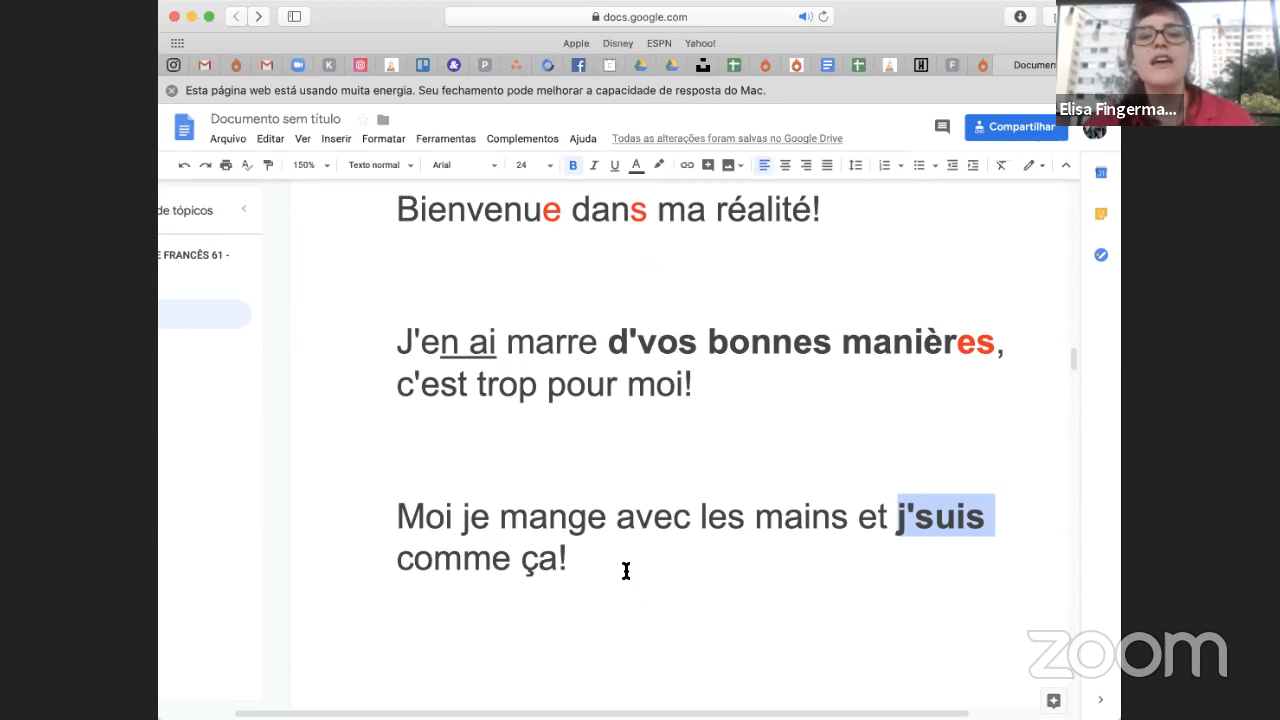 docs.google.com
Apple Disney ESPN Yahoo!
Documen
Esta página web está usando muita energia. Seu fechamento pode melhorar a capacidade de resposta do Mac.
Elisa Fingerma...
Documento sem título
Arquivo Editar Ver Inserir Formatar Ferramentas Complementos Ajuda Todas as alterações foram salvas no Google Drive
Compartilhar
150% Texto normal Arial 24 B I U A
de tópicos
E FRANCÊS 61 -
Bienvenue dans ma réalité!
J'en ai marre d'vos bonnes manières,
c'est trop pour moi!
Moi je mange avec les mains et j'suis
comme ça!
zoom